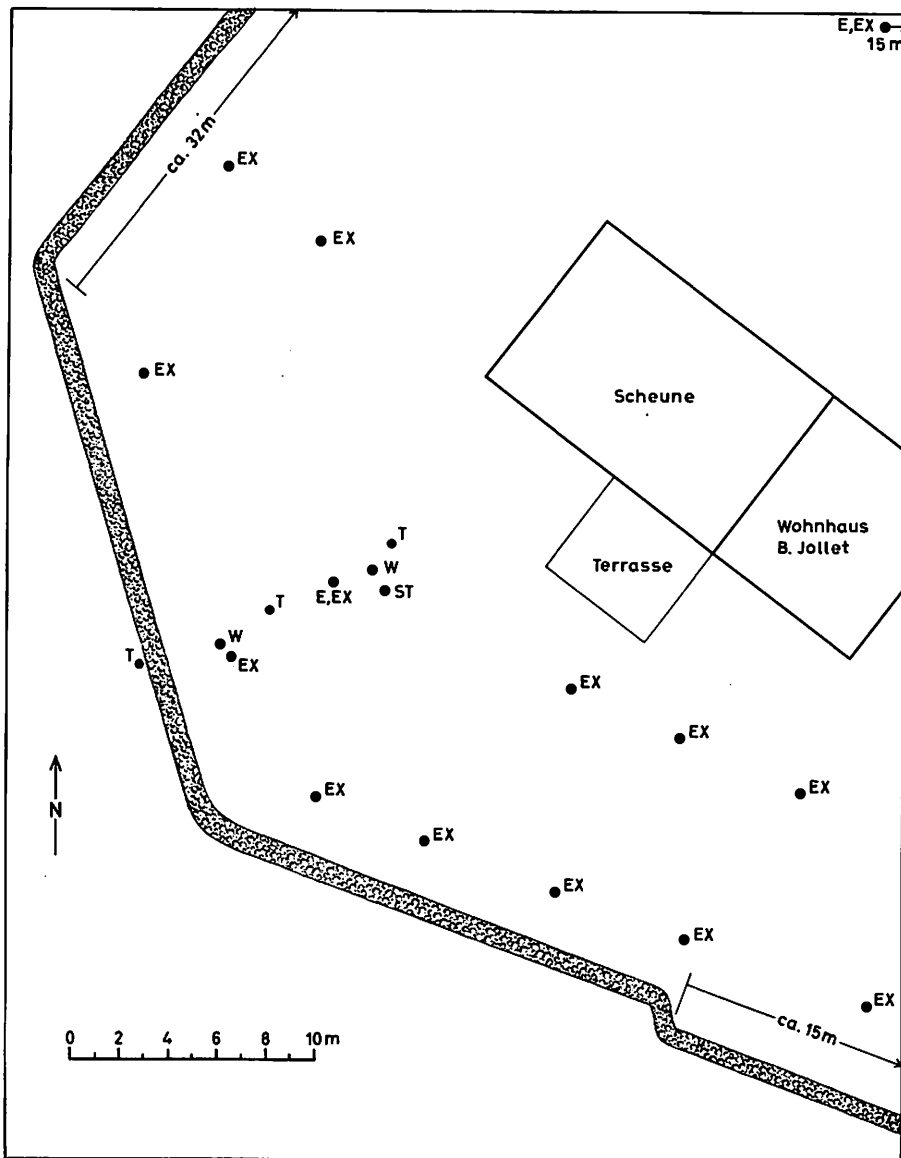 E,EX
15 m
ca. 32 m
EX
EX
EX
Scheune
Wohnhaus
B. Jollet
Terrasse
T
W
E,EX
ST
T
W
EX
T
EX
EX
EX
N
EX
EX
EX
EX
EX
ca. 15 m
0 2 4 6 8 10 m